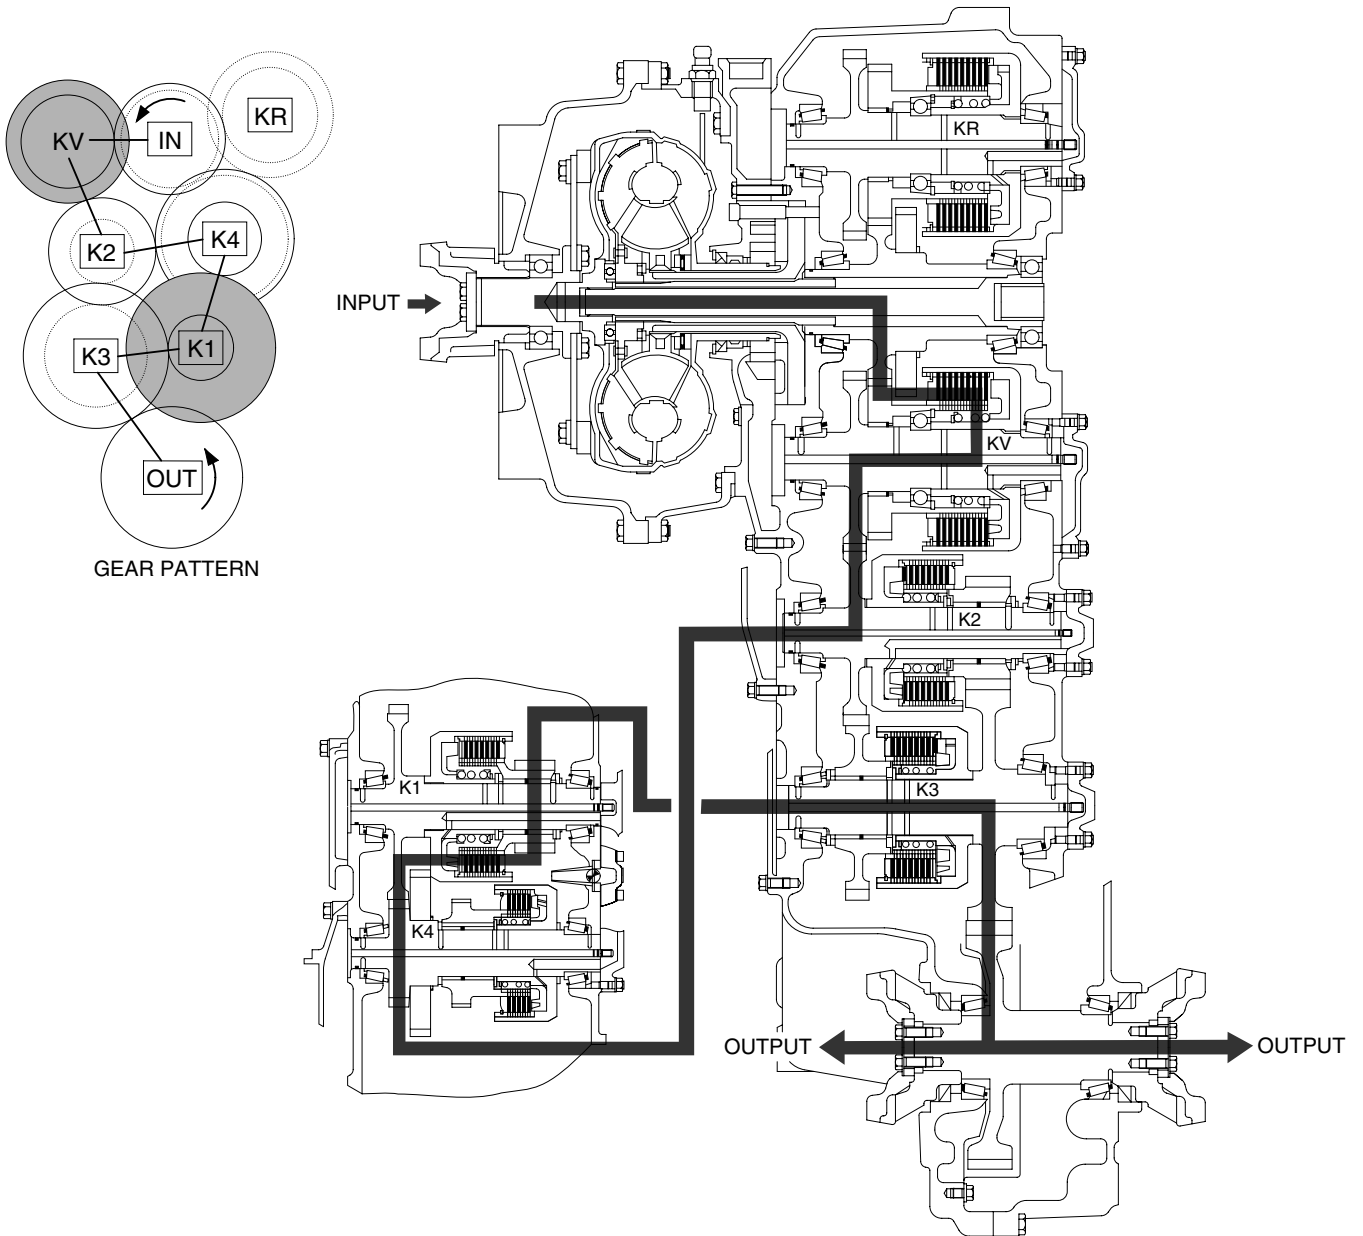 KV
IN
KR
K2
K4
K3
K1
OUT
GEAR PATTERN
INPUT
KR
KV
K2
K1
K3
K4
OUTPUT
OUTPUT